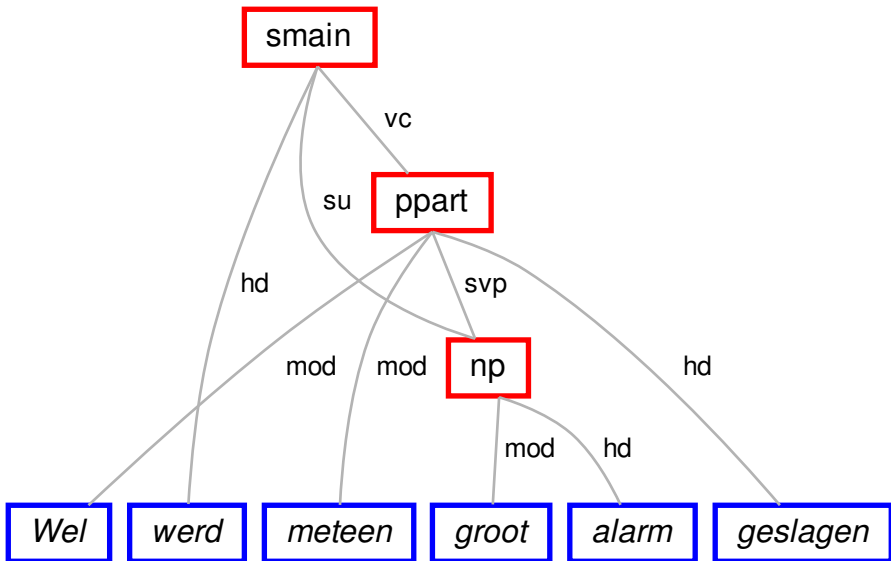 smain
vc
su
ppart
hd
svp
mod
mod
np
hd
mod
hd
Wel werd meteen groot alarm geslagen